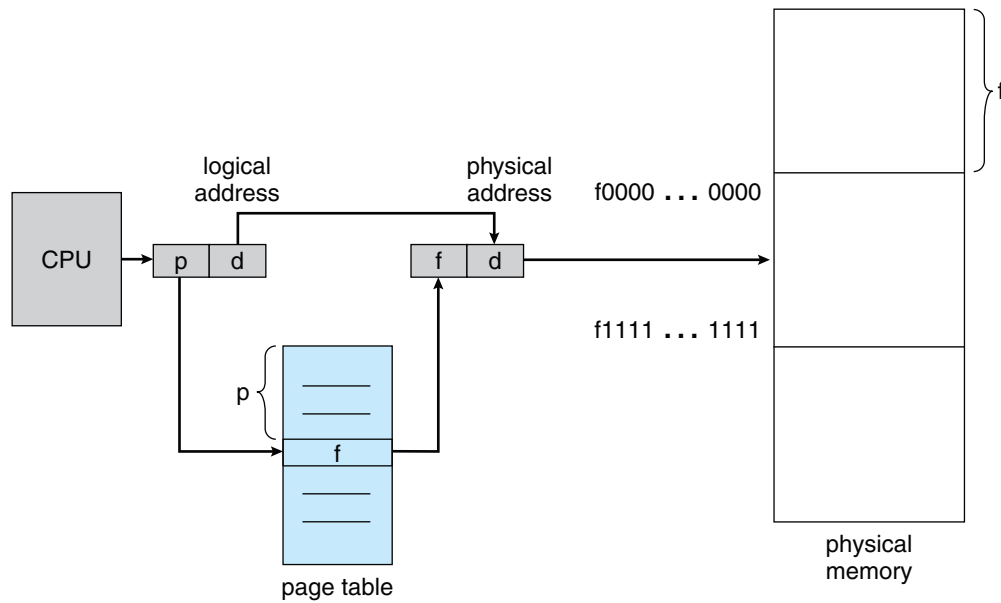 logical
address
physical
address
f
f0000 ... 0000
CPU
p d
f d
f1111 ... 1111
p
f
page table
physical
memory